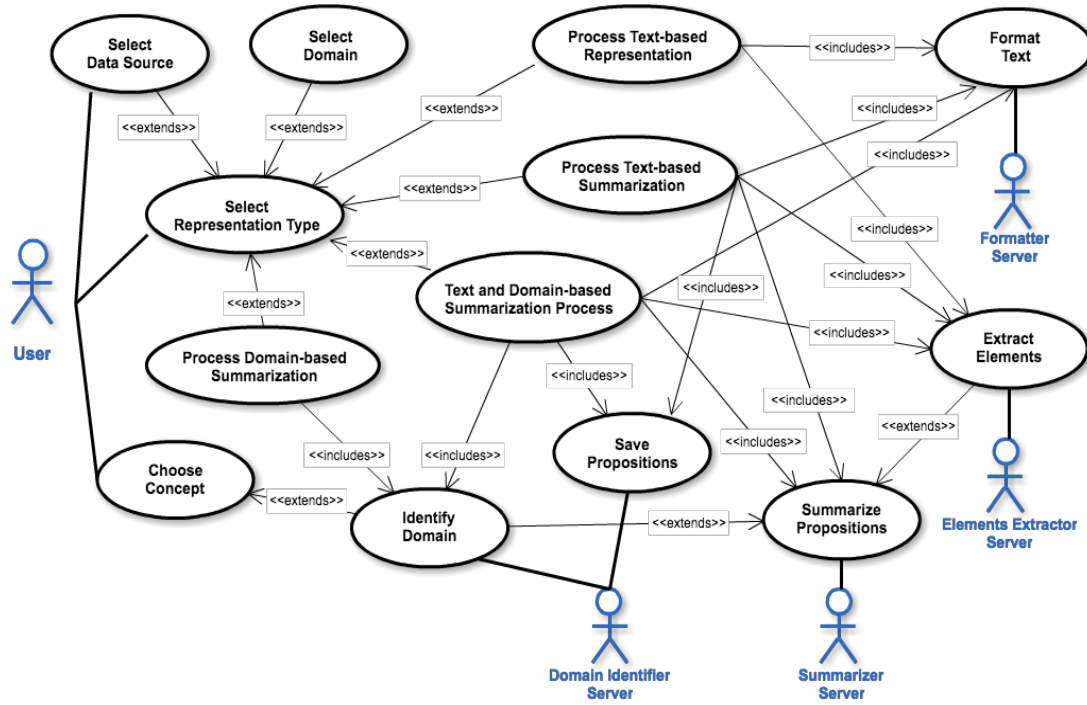 Select
Data Source
Select
Domain
Process Text-based
Representation
<<includes>>
Format
Text
<<extends>>
<<extends>>
<<extends>>
<<includes>>
<<includes>>
Process Text-based
Summarization
<<extends>>
Select
Representation Type
Formatter
Server
<<includes>>
<<extends>>
User
Text and Domain-based
Summarization Process
<<includes>>
<<includes>>
<<extends>>
<<includes>>
Process Domain-based
Summarization
Extract
Elements
<<includes>>
<<includes>>
<<includes>>
<<extends>>
Save
Propositions
<<includes>>
<<includes>>
Choose
Concept
<<extends>>
Identify
Domain
<<extends>>
Summarize
Propositions
Elements Extractor
Server
Domain Identifier
Server
Summarizer
Server